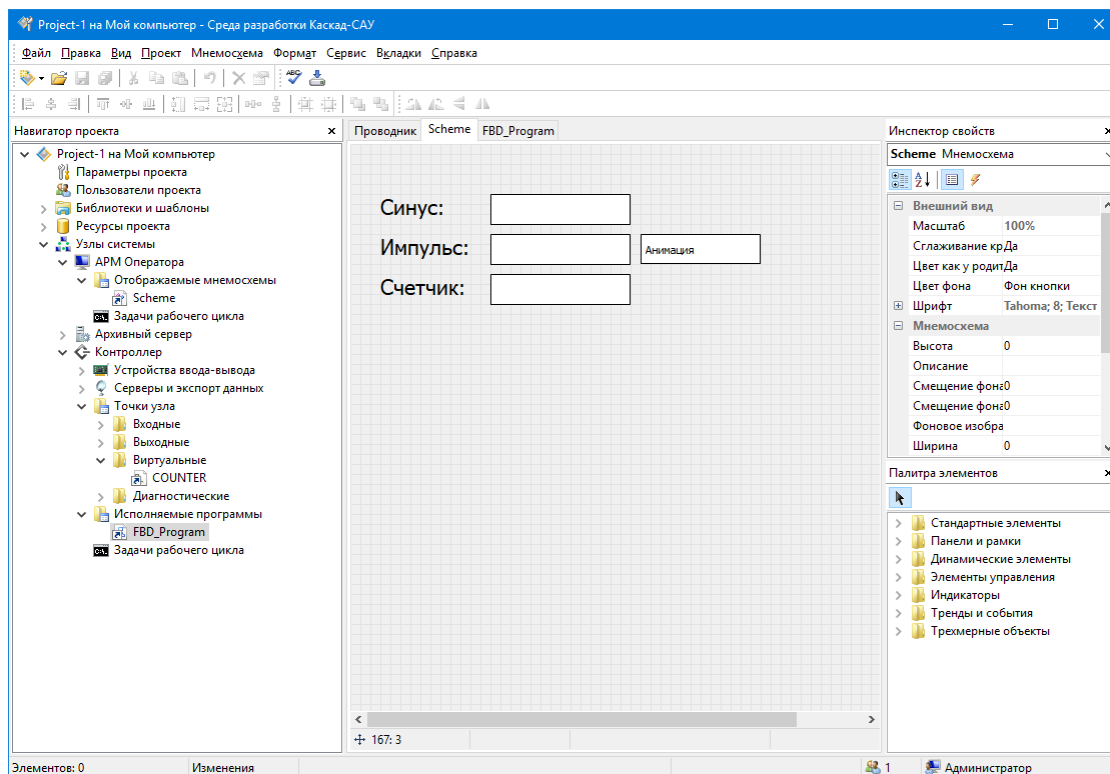 Project-1 на Мой компьютер - Среда разработки Каскад-САУ
Файл Правка Вид Проект Мнемосхема Формат Сервис Вкладки Справка
ABC
Навигатор проекта
Project-1 на Мой компьютер
Параметры проекта
Пользователи проекта
Библиотеки и шаблоны
Ресурсы проекта
Узлы системы
АРМ Оператора
Отображаемые мнемосхемы
Scheme
Задачи рабочего цикла
Архивный сервер
Контроллер
Устройства ввода-вывода
Серверы и экспорт данных
Точки узла
Входные
Выходные
Виртуальные
COUNTER
Диагностические
Исполняемые программы
FBD_Program
Задачи рабочего цикла
Проводник Scheme FBD_Program
Синус:
Импульс: Анимация
Счетчик:
167: 3
Инспектор свойств
Scheme Мнемосхема
Внешний вид
Масштаб 100%
Сглаживание кр Да
Цвет как у родит Да
Цвет фона Фон кнопки
Шрифт Tahoma; 8; Текст
Мнемосхема
Высота 0
Описание
Смещение фона 0
Смещение фона 0
Фоновое изобра
Ширина 0
Палитра элементов
Стандартные элементы
Панели и рамки
Динамические элементы
Элементы управления
Индикаторы
Тренды и события
Трехмерные объекты
Элементов: 0 Изменения 1 Администратор